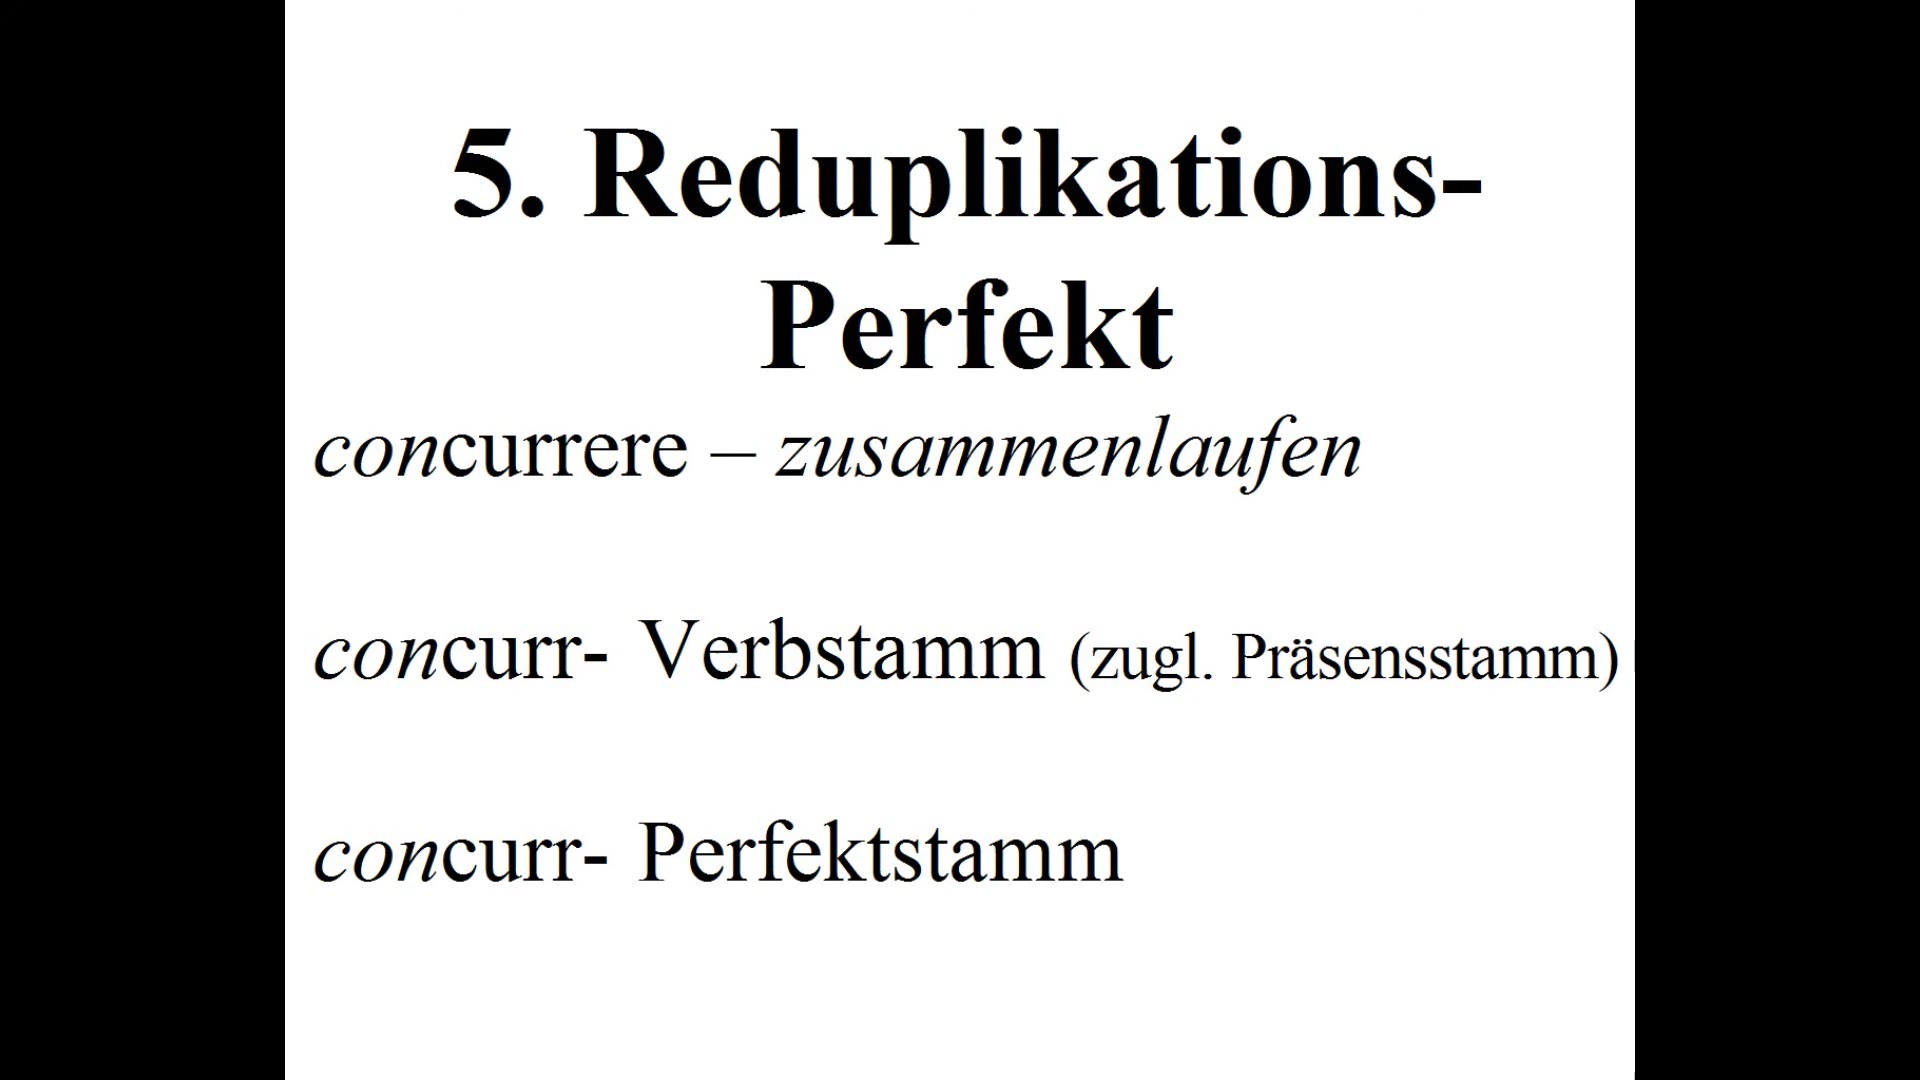 5. Reduplikations-
Perfekt
concurrere – zusammenlaufen
concurr- Verbstamm (zugl. Präsensstamm)
concurr- Perfektstamm